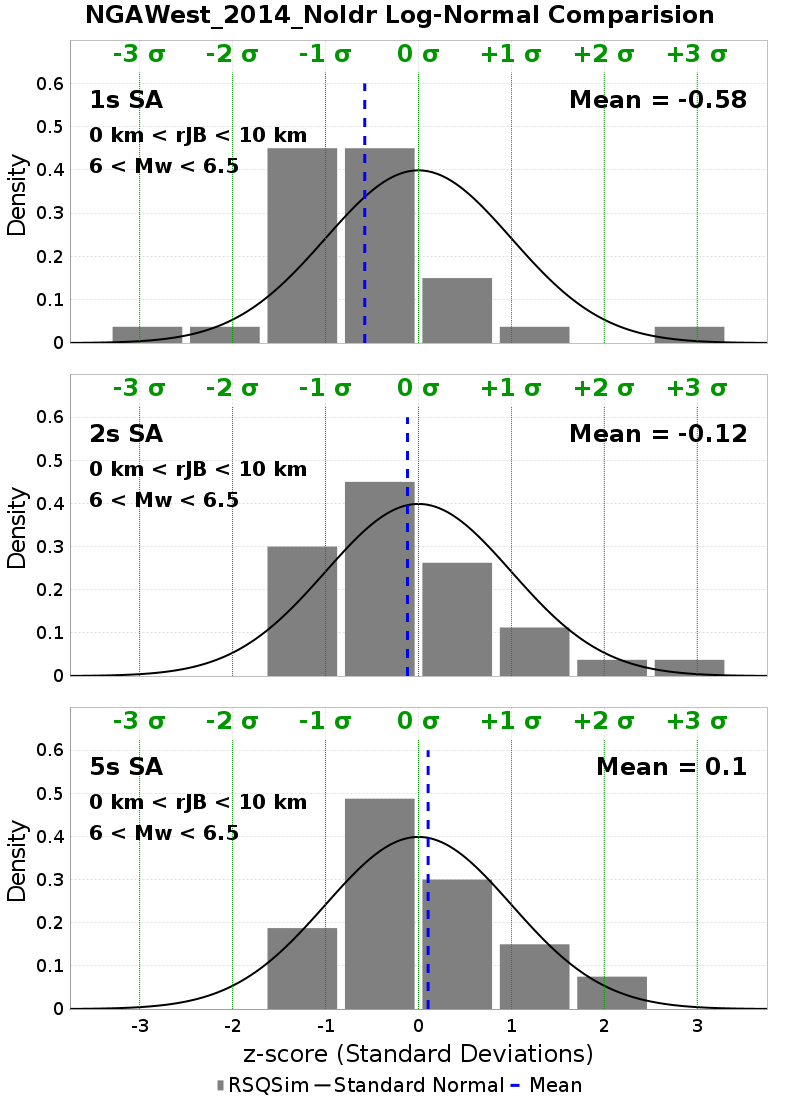 NGAWest_2014_NoIdr Log-Normal Comparision
-3 σ -2 σ -1 σ 0 σ +1 σ +2 σ +3 σ
1s SA
Mean = -0.58
0 km < rJB < 10 km
6 < Mw < 6.5
0.6
0.5
0.4
0.3
0.2
0.1
0
Density
-3 σ -2 σ -1 σ 0 σ +1 σ +2 σ +3 σ
2s SA
Mean = -0.12
0 km < rJB < 10 km
6 < Mw < 6.5
0.6
0.5
0.4
0.3
0.2
0.1
0
Density
-3 σ -2 σ -1 σ 0 σ +1 σ +2 σ +3 σ
5s SA
Mean = 0.1
0 km < rJB < 10 km
6 < Mw < 6.5
0.6
0.5
0.4
0.3
0.2
0.1
0
Density
-3 -2 -1 0 1 2 3
z-score (Standard Deviations)
RSQSim Standard Normal Mean